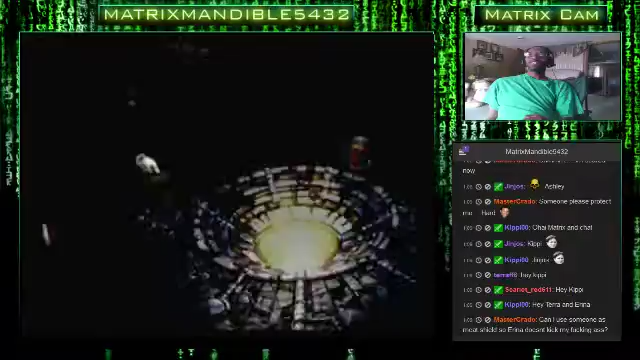 MATRIXMANDIBLE5432
MATRIX CAM
MatrixMandible5432
now
Jinjos: Ashley
MasterCrado: Someone please protect
Hard
Kippi00: Ohai Matrix and chat
Jinjos: Kippi
Kippi00: Jinjos
terraff6: hey kippi
Scarlet_red611: Hey Kippi
Kippi00: Hey Terra and Erina
MasterCrado: Can I use someone as
meat shield so Erina doesnt kick my fucking ass?